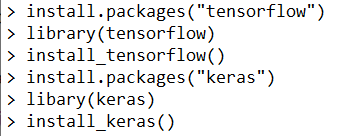 > install.packages("tensorflow")
> library(tensorflow)
> install_tensorflow()
> install.packages("keras")
> libary(keras)
> install_keras()